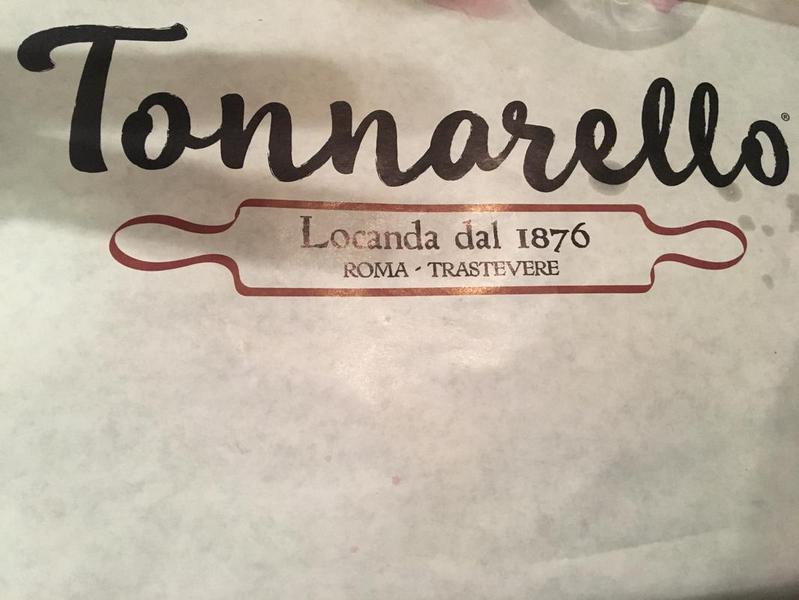 Tonnarello®
Locanda dal 1876
ROMA - TRASTEVERE